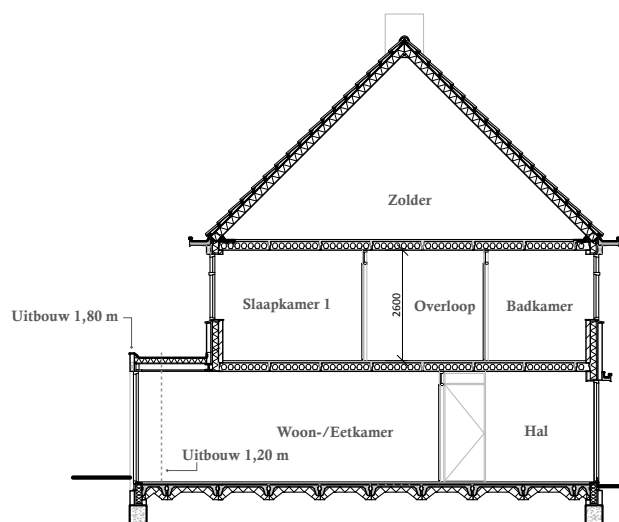 Zolder
Slaapkamer 1
2600
Overloop
Badkamer
Uitbouw 1,80 m
Woon-/Eetkamer
Hal
Uitbouw 1,20 m